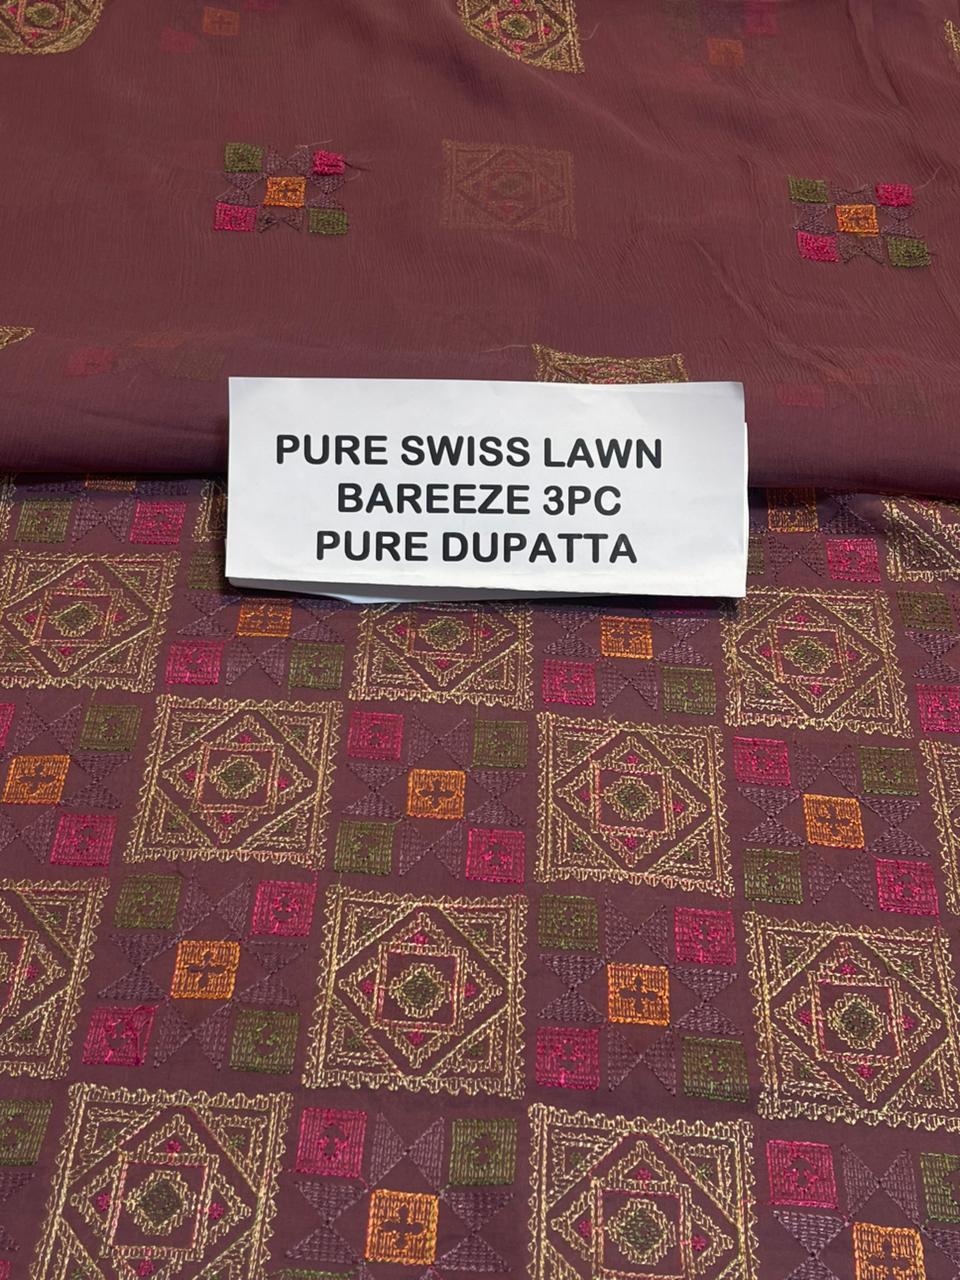 PURE SWISS LAWN
BAREEZE 3PC
PURE DUPATTA